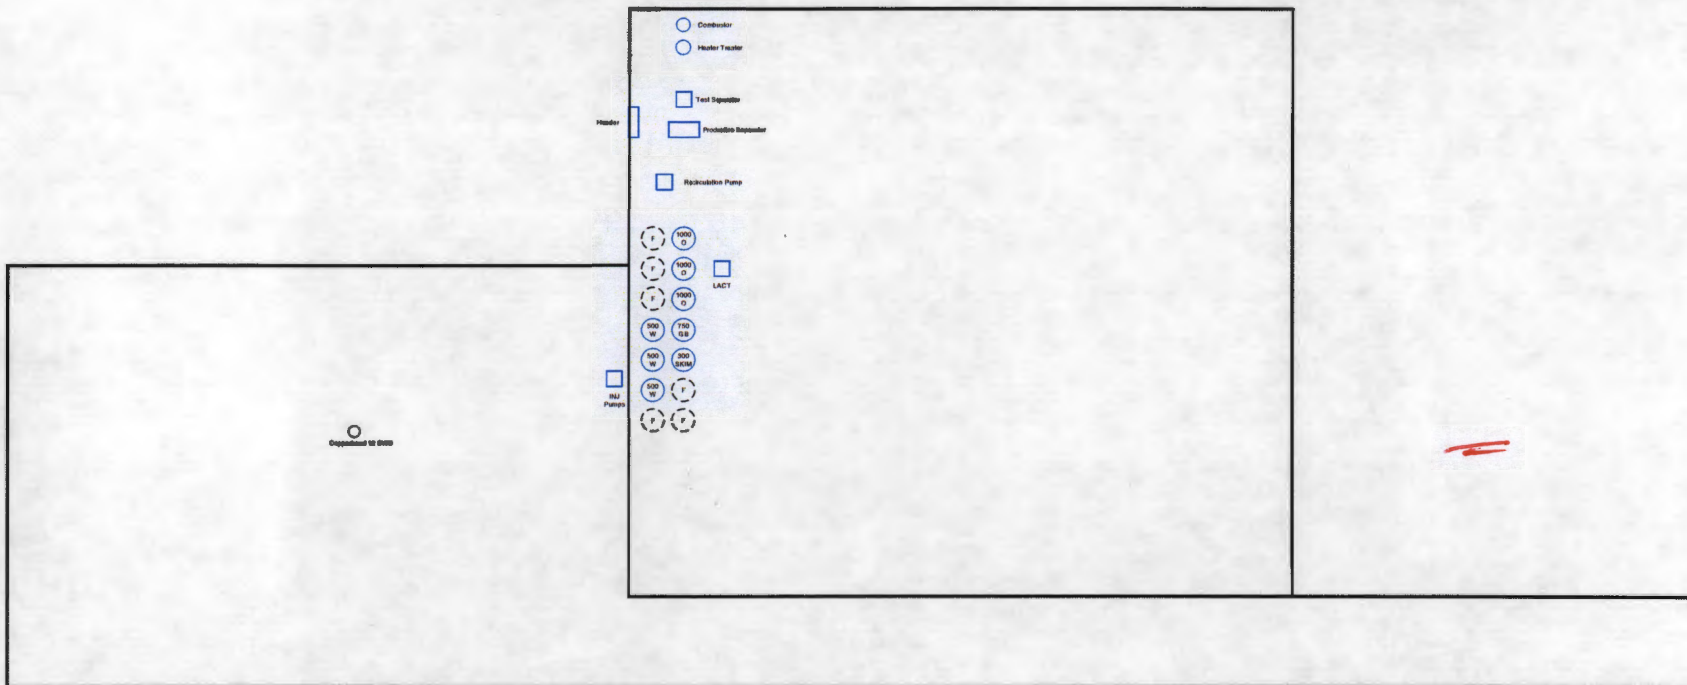 Combustor
Heater Treater
Test Separator
Header
Production Separator
Recirculation Pump
F
1000
O
F
1000
O
LACT
F
1000
O
500
W
750
GB
500
W
300
SKIM
INJ
Pumps
500
W
F
F
F
SWD